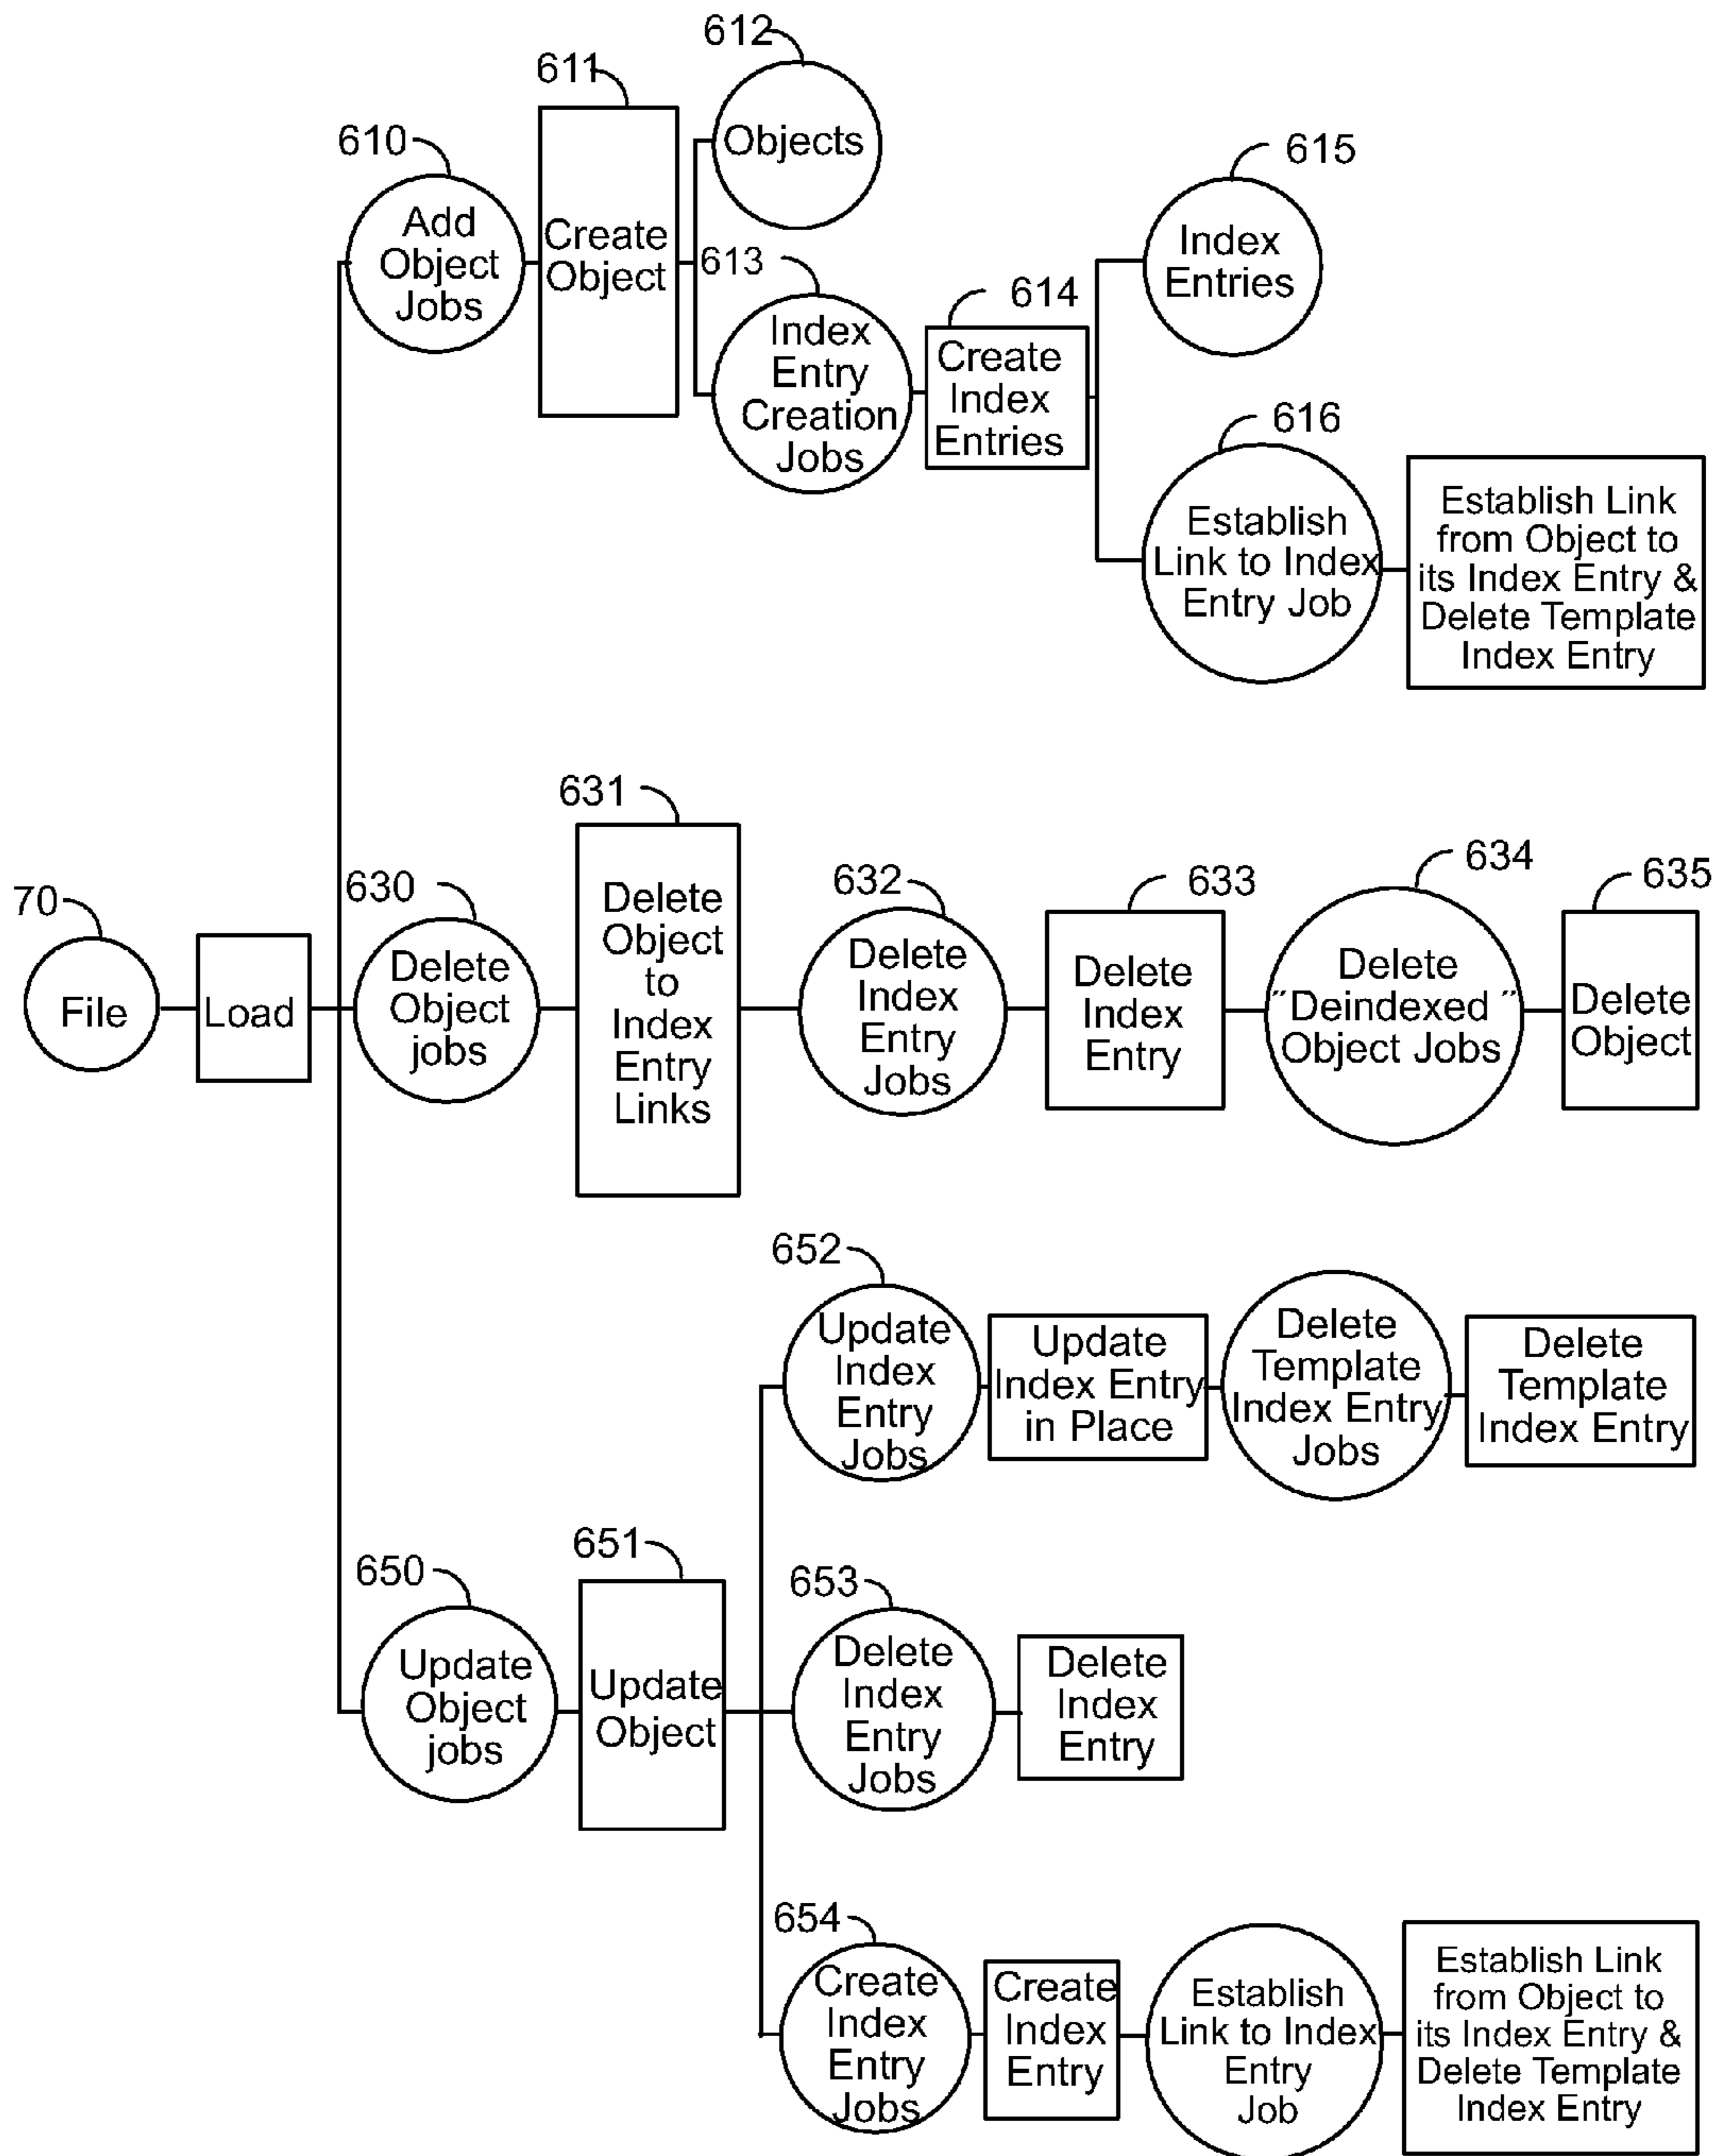 612
611
610
Objects
615
Add
Object
Jobs
Create
Object
613
Index
Entries
614
Index
Entry
Creation
Jobs
Create
Index
Entries
616
Establish
Link to Index
Entry Job
Establish Link
from Object to
its Index Entry &
Delete Template
Index Entry
631
70
630
632
633
634
635
File
Load
Delete
Object
jobs
Delete
Object
to
Index
Entry
Links
Delete
Index
Entry
Jobs
Delete
Index
Entry
Delete
"Deindexed "
Object Jobs
Delete
Object
652
Update
Index
Entry
Jobs
Update
Index Entry
in Place
Delete
Template
Index Entry
Jobs
Delete
Template
Index Entry
651
650
653
Update
Object
jobs
Update
Object
Delete
Index
Entry
Jobs
Delete
Index
Entry
654
Create
Index
Entry
Jobs
Create
Index
Entry
Establish
Link to Index
Entry
Job
Establish Link
from Object to
its Index Entry &
Delete Template
Index Entry